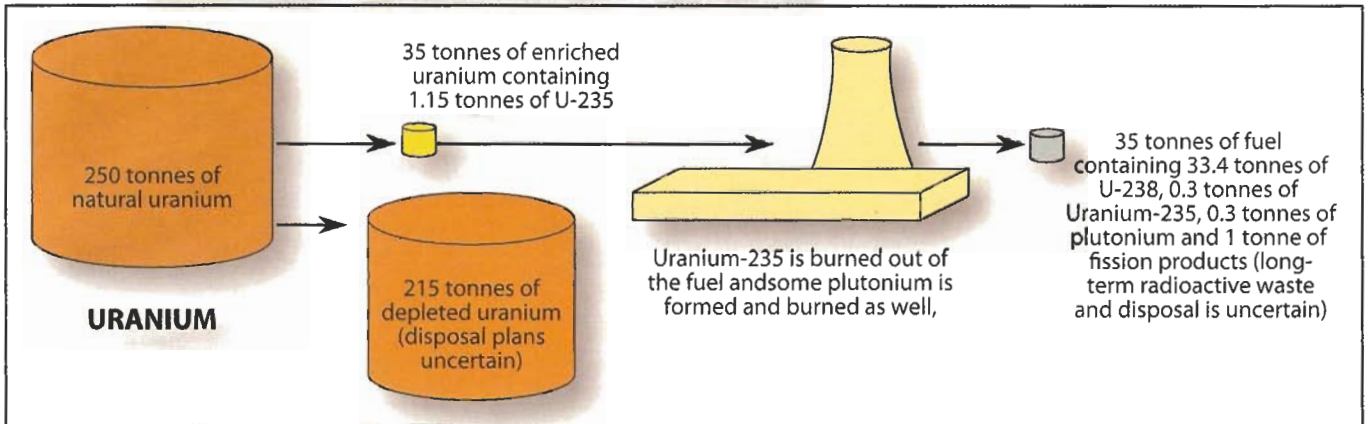 35 tonnes of enriched
uranium containing
1.15 tonnes of U-235
250 tonnes of
natural uranium
URANIUM
215 tonnes of
depleted uranium
(disposal plans
uncertain)
Uranium-235 is burned out of
the fuel andsome plutonium is
formed and burned as well,
35 tonnes of fuel
containing 33.4 tonnes of
U-238, 0.3 tonnes of
Uranium-235, 0.3 tonnes of
plutonium and 1 tonne of
fission products (long-
term radioactive waste
and disposal is uncertain)